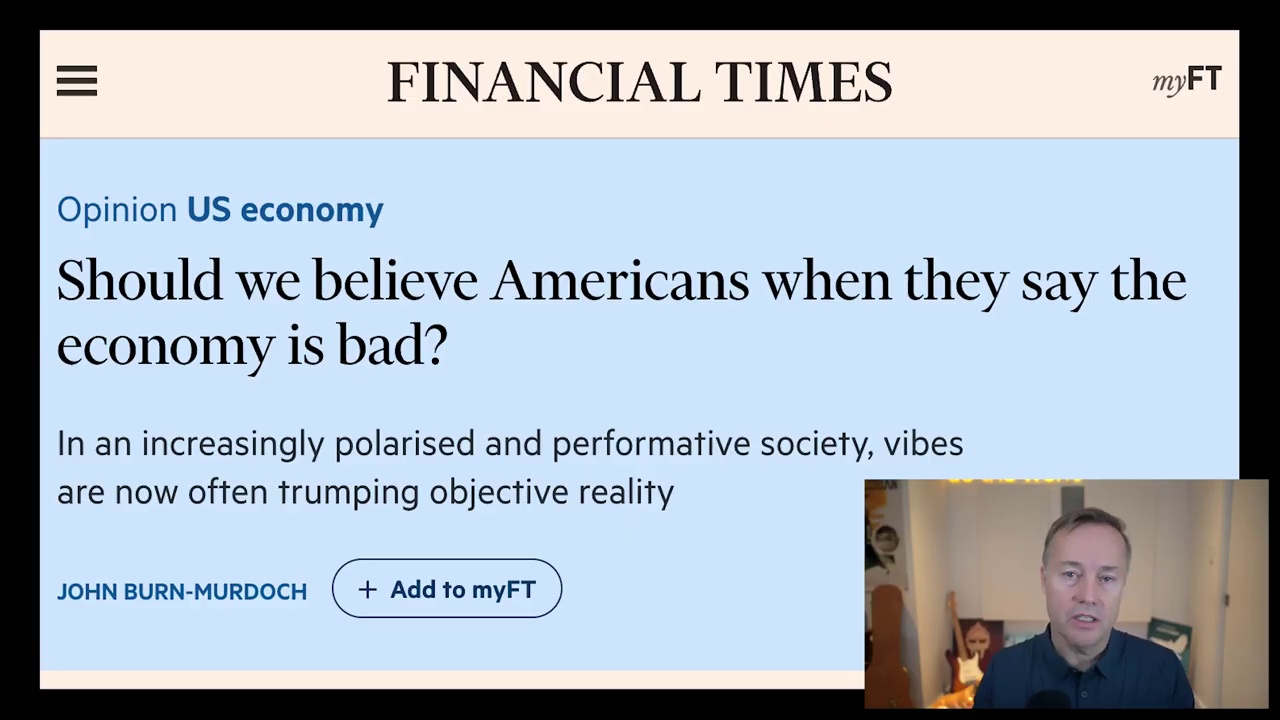 FINANCIAL TIMES
myFT
Opinion US economy
Should we believe Americans when they say the
economy is bad?
In an increasingly polarised and performative society, vibes
are now often trumping objective reality
JOHN BURN-MURDOCH
+ Add to myFT